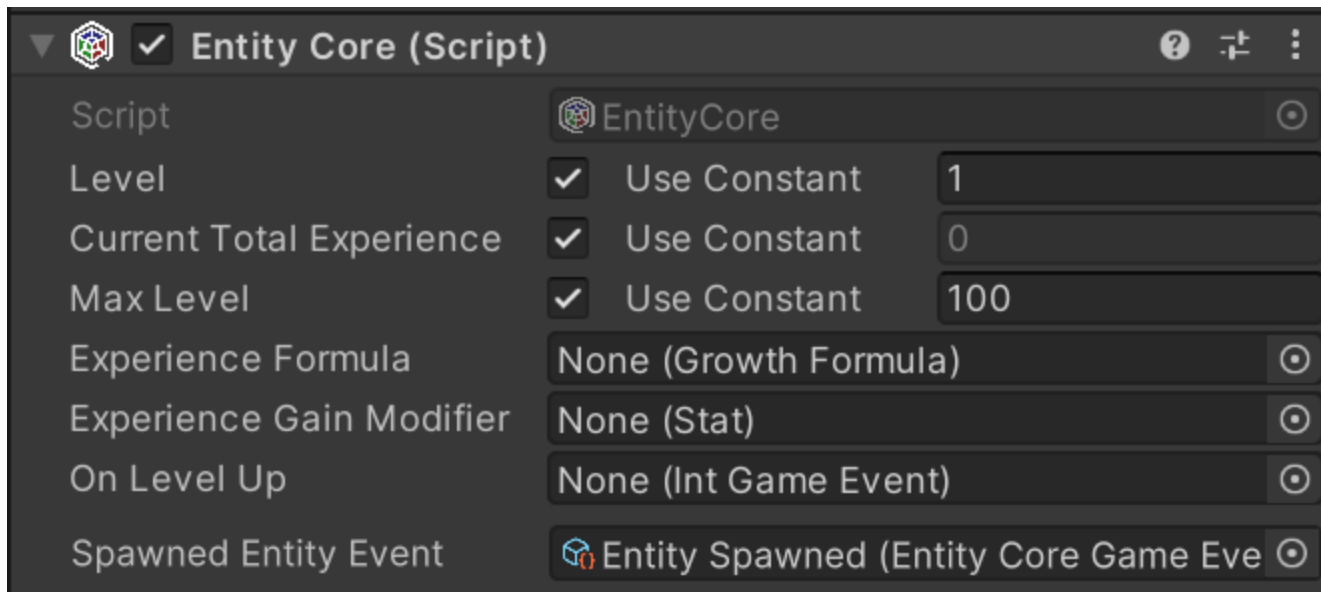 Entity Core (Script)
Script EntityCore
Level Use Constant 1
Current Total Experience Use Constant 0
Max Level Use Constant 100
Experience Formula None (Growth Formula)
Experience Gain Modifier None (Stat)
On Level Up None (Int Game Event)
Spawned Entity Event Entity Spawned (Entity Core Game Eve